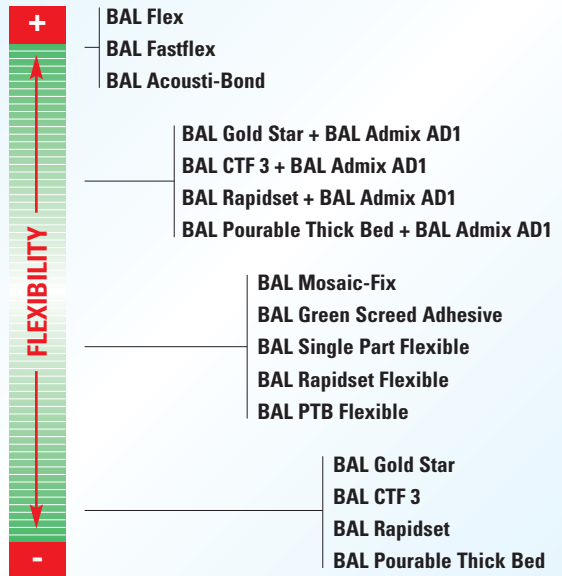 +
BAL Flex
BAL Fastflex
BAL Acousti-Bond
BAL Gold Star + BAL Admix AD1
BAL CTF 3 + BAL Admix AD1
BAL Rapidset + BAL Admix AD1
BAL Pourable Thick Bed + BAL Admix AD1
FLEXIBILITY
BAL Mosaic-Fix
BAL Green Screed Adhesive
BAL Single Part Flexible
BAL Rapidset Flexible
BAL PTB Flexible
BAL Gold Star
BAL CTF 3
BAL Rapidset
BAL Pourable Thick Bed
-